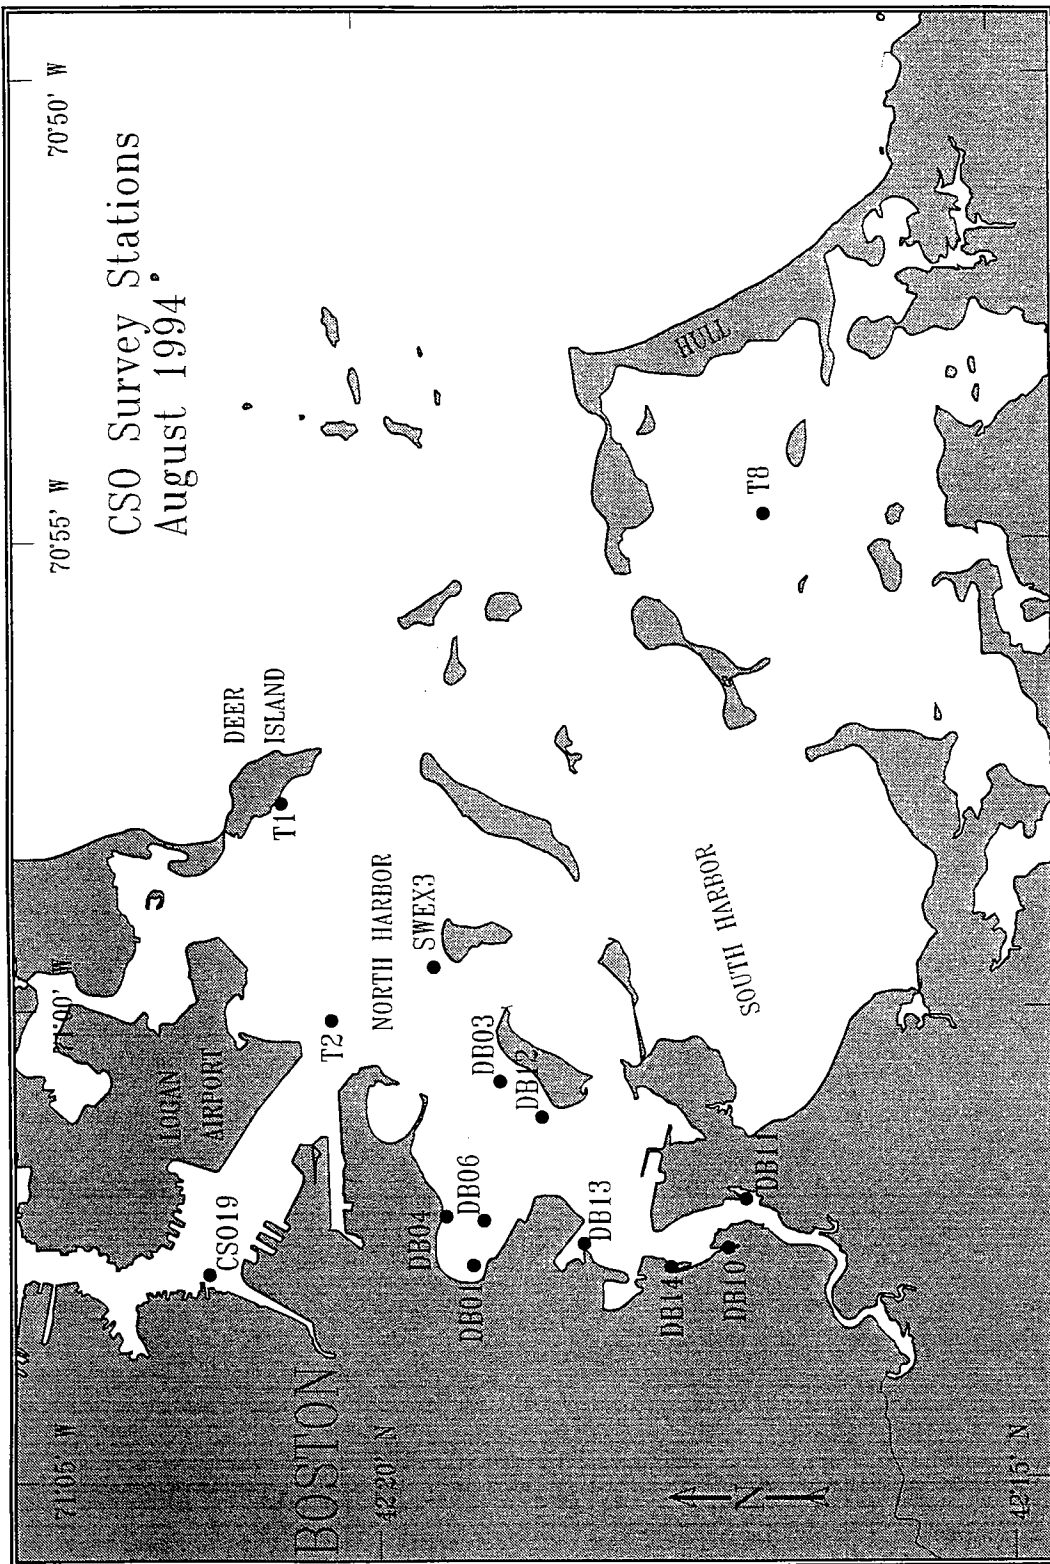 CSO Survey Stations
August 1994
71°05' W
71°00' W
70°55' W
70°50' W
42°20' N
42°15' N
BOSTON
LOGAN
AIRPORT
DEER
ISLAND
NORTH HARBOR
SOUTH HARBOR
HULL
CSO19
T2
T1
SWEX3
DB03
DB12
DB04
DB06
DB01
DB13
DB14
DB10
DB11
T8
N